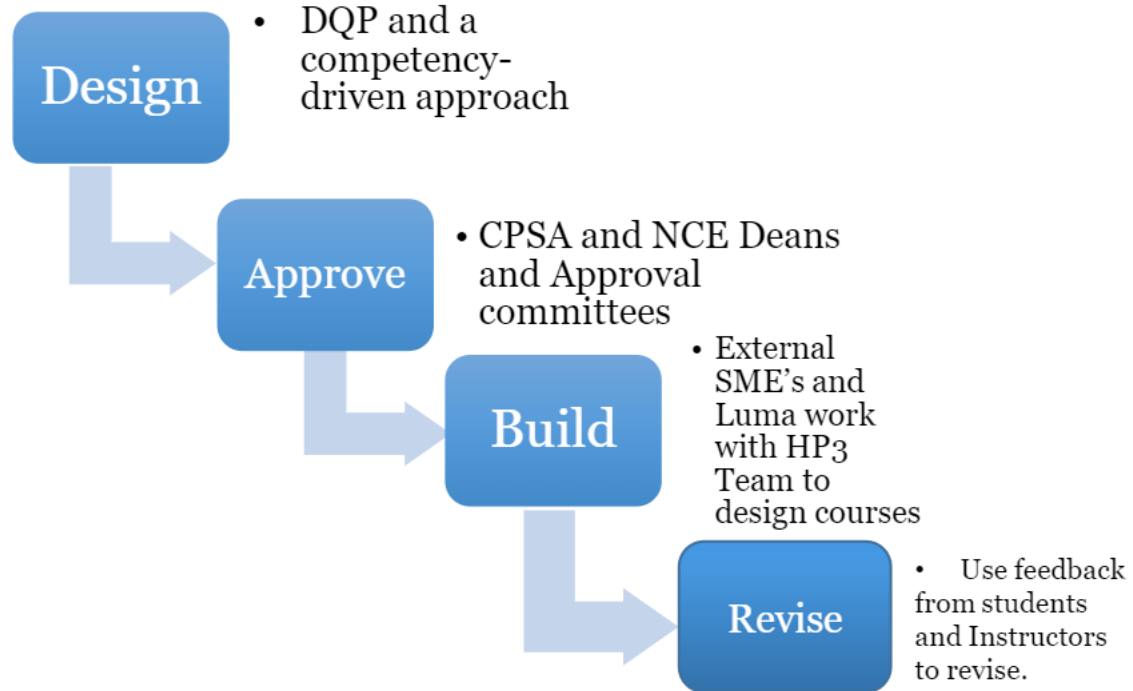 Design
• DQP and a
competency-
driven approach
Approve
• CPSA and NCE Deans
and Approval
committees
Build
• External
SME’s and
Luma work
with HP3
Team to
design courses
Revise
• Use feedback
from students
and Instructors
to revise.